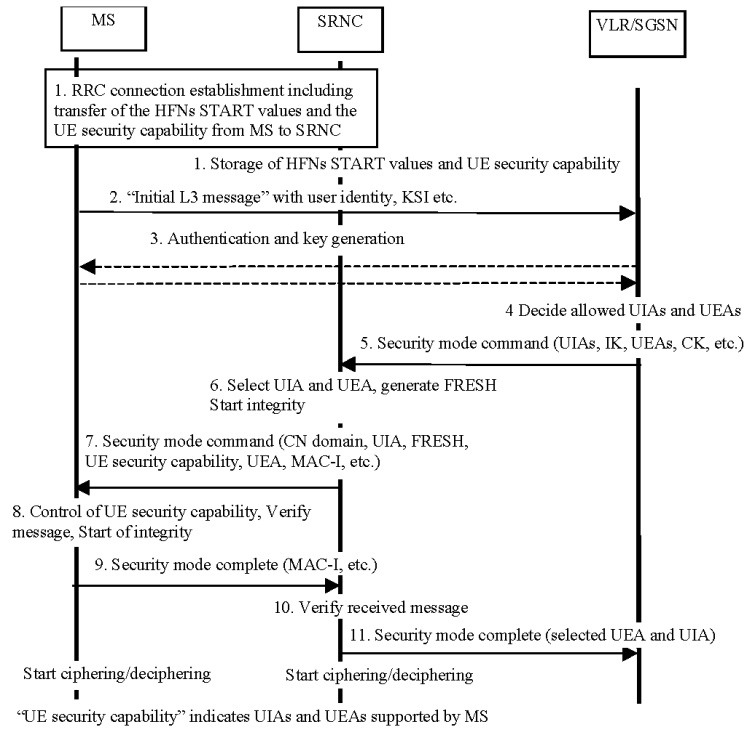 MS
SRNC
VLR/SGSN
1. RRC connection establishment including
transfer of the HFNs START values and the
UE security capability from MS to SRNC
1. Storage of HFNs START values and UE security capability
2. “Initial L3 message” with user identity, KSI etc.
3. Authentication and key generation
4 Decide allowed UIAs and UEAs
5. Security mode command (UIAs, IK, UEAs, CK, etc.)
6. Select UIA and UEA, generate FRESH
Start integrity
7. Security mode command (CN domain, UIA, FRESH,
UE security capability, UEA, MAC-I, etc.)
8. Control of UE security capability, Verify
message, Start of integrity
9. Security mode complete (MAC-I, etc.)
10. Verify received message
11. Security mode complete (selected UEA and UIA)
Start ciphering/deciphering
Start ciphering/deciphering
“UE security capability” indicates UIAs and UEAs supported by MS